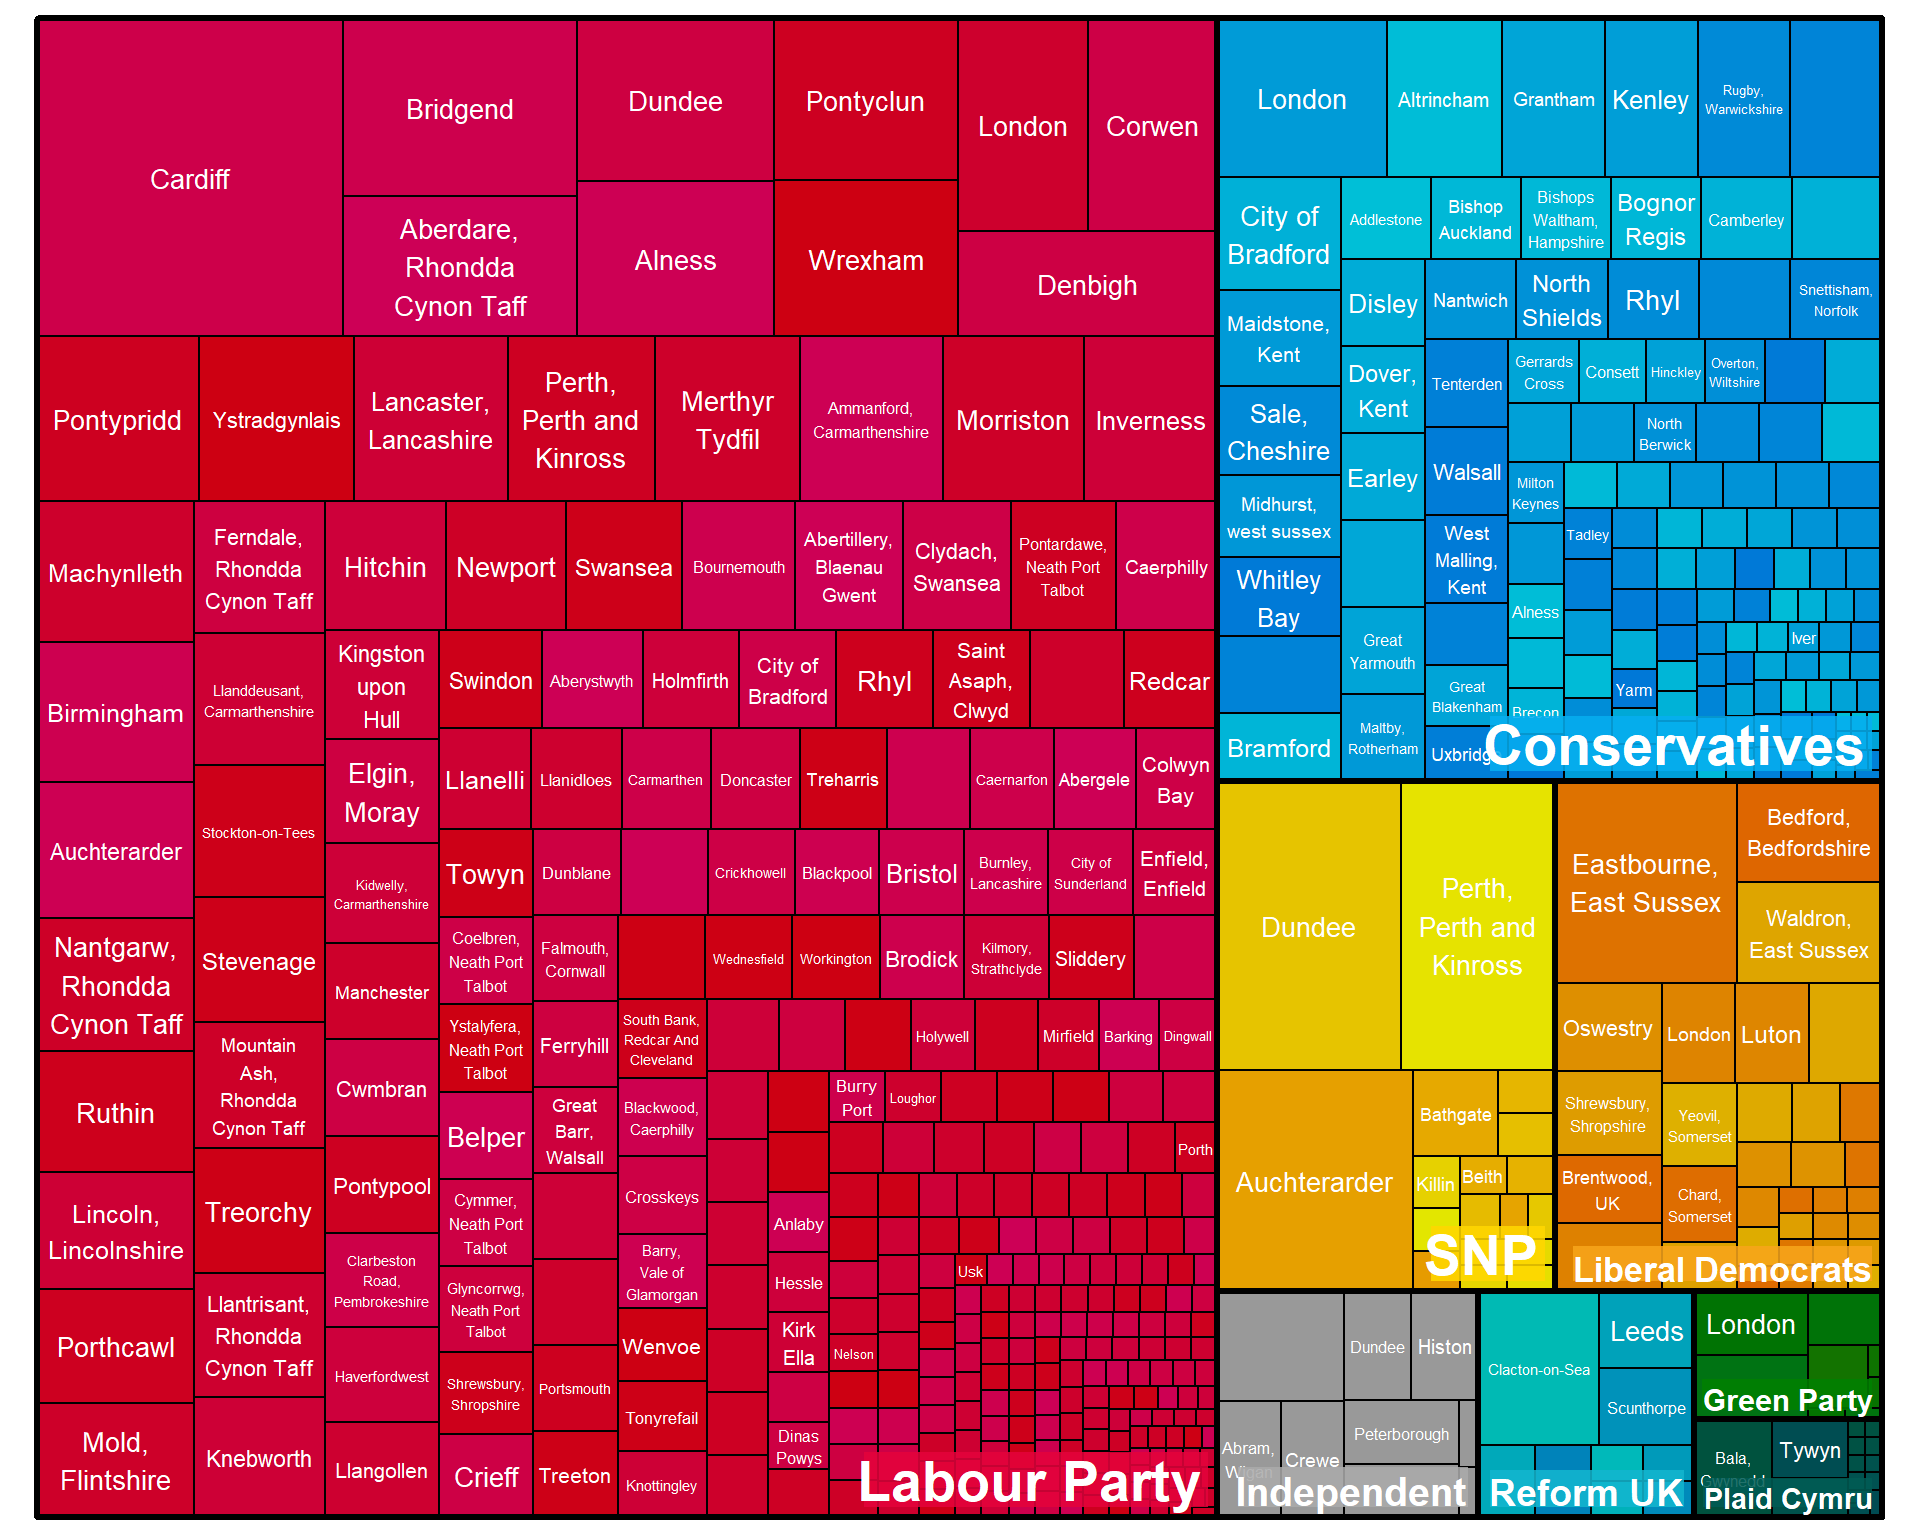 Cardiff
Bridgend
Aberdare,
Rhondda
Cynon Taff
Dundee
Alness
Pontyclun
Wrexham
London
Corwen
Denbigh
Pontypridd
Ystradgynlais
Lancaster,
Lancashire
Perth,
Perth and
Kinross
Merthyr
Tydfil
Ammanford,
Carmarthenshire
Morriston
Inverness
Machynlleth
Birmingham
Auchterarder
Nantgarw,
Rhondda
Cynon Taff
Ruthin
Lincoln,
Lincolnshire
Porthcawl
Mold,
Flintshire
Ferndale,
Rhondda
Cynon Taff
Llanddeusant,
Carmarthenshire
Stockton-on-Tees
Stevenage
Mountain
Ash,
Rhondda
Cynon Taff
Treorchy
Llantrisant,
Rhondda
Cynon Taff
Knebworth
Hitchin
Newport
Swansea
Bournemouth
Abertillery,
Blaenau
Gwent
Clydach,
Swansea
Pontardawe,
Neath Port
Talbot
Caerphilly
Kingston
upon
Hull
Elgin,
Moray
Kidwelly,
Carmarthenshire
Manchester
Cwmbran
Pontypool
Clarbeston
Road,
Pembrokeshire
Haverfordwest
Llangollen
Swindon
Aberystwyth
Holmfirth
City of
Bradford
Rhyl
Saint
Asaph,
Clwyd
Redcar
Llanelli
Llanidloes
Carmarthen
Doncaster
Treharris
Caernarfon
Abergele
Colwyn
Bay
Towyn
Dunblane
Crickhowell
Blackpool
Bristol
Burnley,
Lancashire
City of
Sunderland
Enfield,
Enfield
Coelbren,
Neath Port
Talbot
Ystalyfera,
Neath Port
Talbot
Belper
Cymmer,
Neath Port
Talbot
Glyncorrwg,
Neath Port
Talbot
Shrewsbury,
Shropshire
Crieff
Falmouth,
Cornwall
Ferryhill
Great
Barr,
Walsall
Portsmouth
Treeton
Wednesfield
Workington
Brodick
Kilmory,
Strathclyde
Sliddery
South Bank,
Redcar And
Cleveland
Blackwood,
Caerphilly
Crosskeys
Barry,
Vale of
Glamorgan
Wenvoe
Tonyrefail
Knottingley
Holywell
Mirfield
Barking
Dingwall
Burry
Port
Loughor
Porth
Anlaby
Hessle
Kirk
Ella
Dinas
Powys
Usk
Nelson
Labour Party
London
Altrincham
Grantham
Kenley
Rugby,
Warwickshire
City of
Bradford
Maidstone,
Kent
Sale,
Cheshire
Midhurst,
west sussex
Whitley
Bay
Bramford
Addlestone
Bishop
Auckland
Bishops
Waltham,
Hampshire
Bognor
Regis
Camberley
Disley
Dover,
Kent
Earley
Great
Yarmouth
Maltby,
Rotherham
Nantwich
North
Shields
Rhyl
Snettisham,
Norfolk
Tenterden
Walsall
West
Malling,
Kent
Great
Blakenham
Uxbridge
Gerrards
Cross
Consett
Hinckley
Overton,
Wiltshire
North
Berwick
Milton
Keynes
Tadley
Alness
Iver
Yarm
Brecon
Conservatives
Dundee
Perth,
Perth and
Kinross
Auchterarder
Bathgate
Killin
Beith
SNP
Eastbourne,
East Sussex
Bedford,
Bedfordshire
Waldron,
East Sussex
Oswestry
London
Luton
Shrewsbury,
Shropshire
Yeovil,
Somerset
Brentwood,
UK
Chard,
Somerset
Liberal Democrats
Dundee
Histon
Abram,
Wigan
Crewe
Peterborough
Independent
Clacton-on-Sea
Leeds
Scunthorpe
Reform UK
London
Green Party
Bala,
Gwynedd
Tywyn
Plaid Cymru